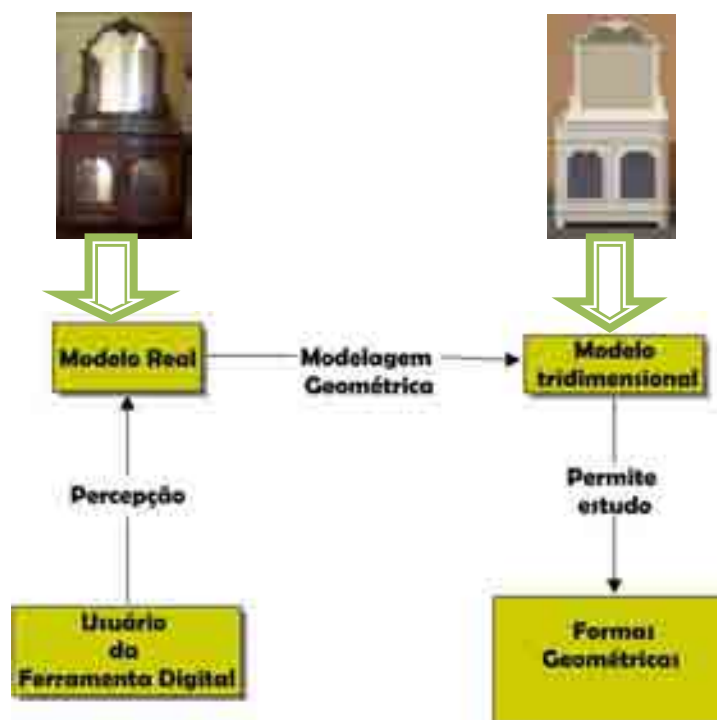 Modelo Real
Modelagem
Geométrica
Modelo
tridimensional
Percepção
Permite
estudo
Usuário
da
Ferramenta Digital
Formas
Geométricas